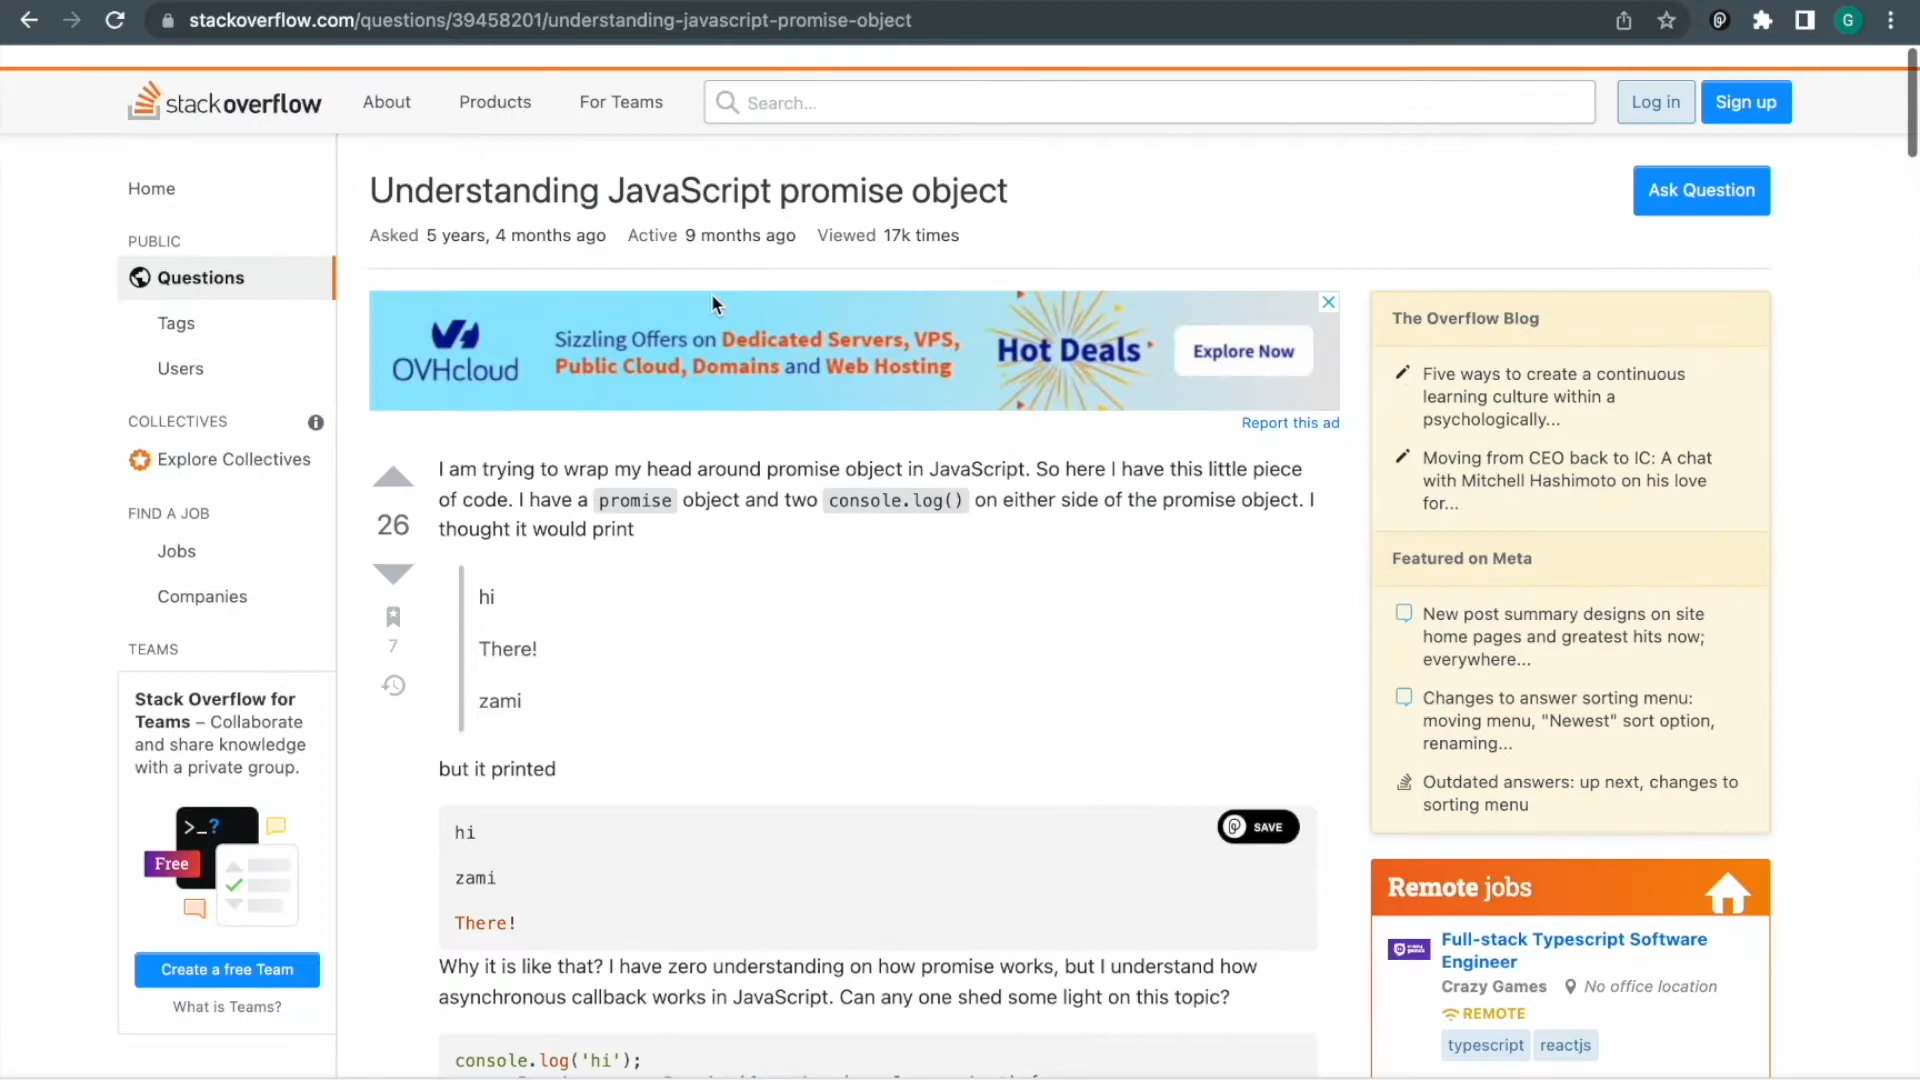 stackoverflow.com/questions/39458201/understanding-javascript-promise-object
G
stackoverflow
About
Products
For Teams
Search...
Log in
Sign up
Home
PUBLIC
Questions
Tags
Users
COLLECTIVES
Explore Collectives
FIND A JOB
Jobs
Companies
TEAMS
Stack Overflow for
Teams – Collaborate
and share knowledge
with a private group.
>_?
Free
Create a free Team
What is Teams?
Understanding JavaScript promise object
Ask Question
Asked 5 years, 4 months ago Active 9 months ago Viewed 17k times
OVHcloud
Sizzling Offers on Dedicated Servers, VPS,
Public Cloud, Domains and Web Hosting
Hot Deals
Explore Now
Report this ad
26
7
I am trying to wrap my head around promise object in JavaScript. So here I have this little piece
of code. I have a promise object and two console.log() on either side of the promise object. I
thought it would print
hi
There!
zami
but it printed
hi
zami
There!
SAVE
Why it is like that? I have zero understanding on how promise works, but I understand how
asynchronous callback works in JavaScript. Can any one shed some light on this topic?
console.log('hi');
The Overflow Blog
Five ways to create a continuous
learning culture within a
psychologically...
Moving from CEO back to IC: A chat
with Mitchell Hashimoto on his love
for...
Featured on Meta
New post summary designs on site
home pages and greatest hits now;
everywhere...
Changes to answer sorting menu:
moving menu, "Newest" sort option,
renaming...
Outdated answers: up next, changes to
sorting menu
Remote jobs
Full-stack Typescript Software
Engineer
Crazy Games No office location
REMOTE
typescript reactjs